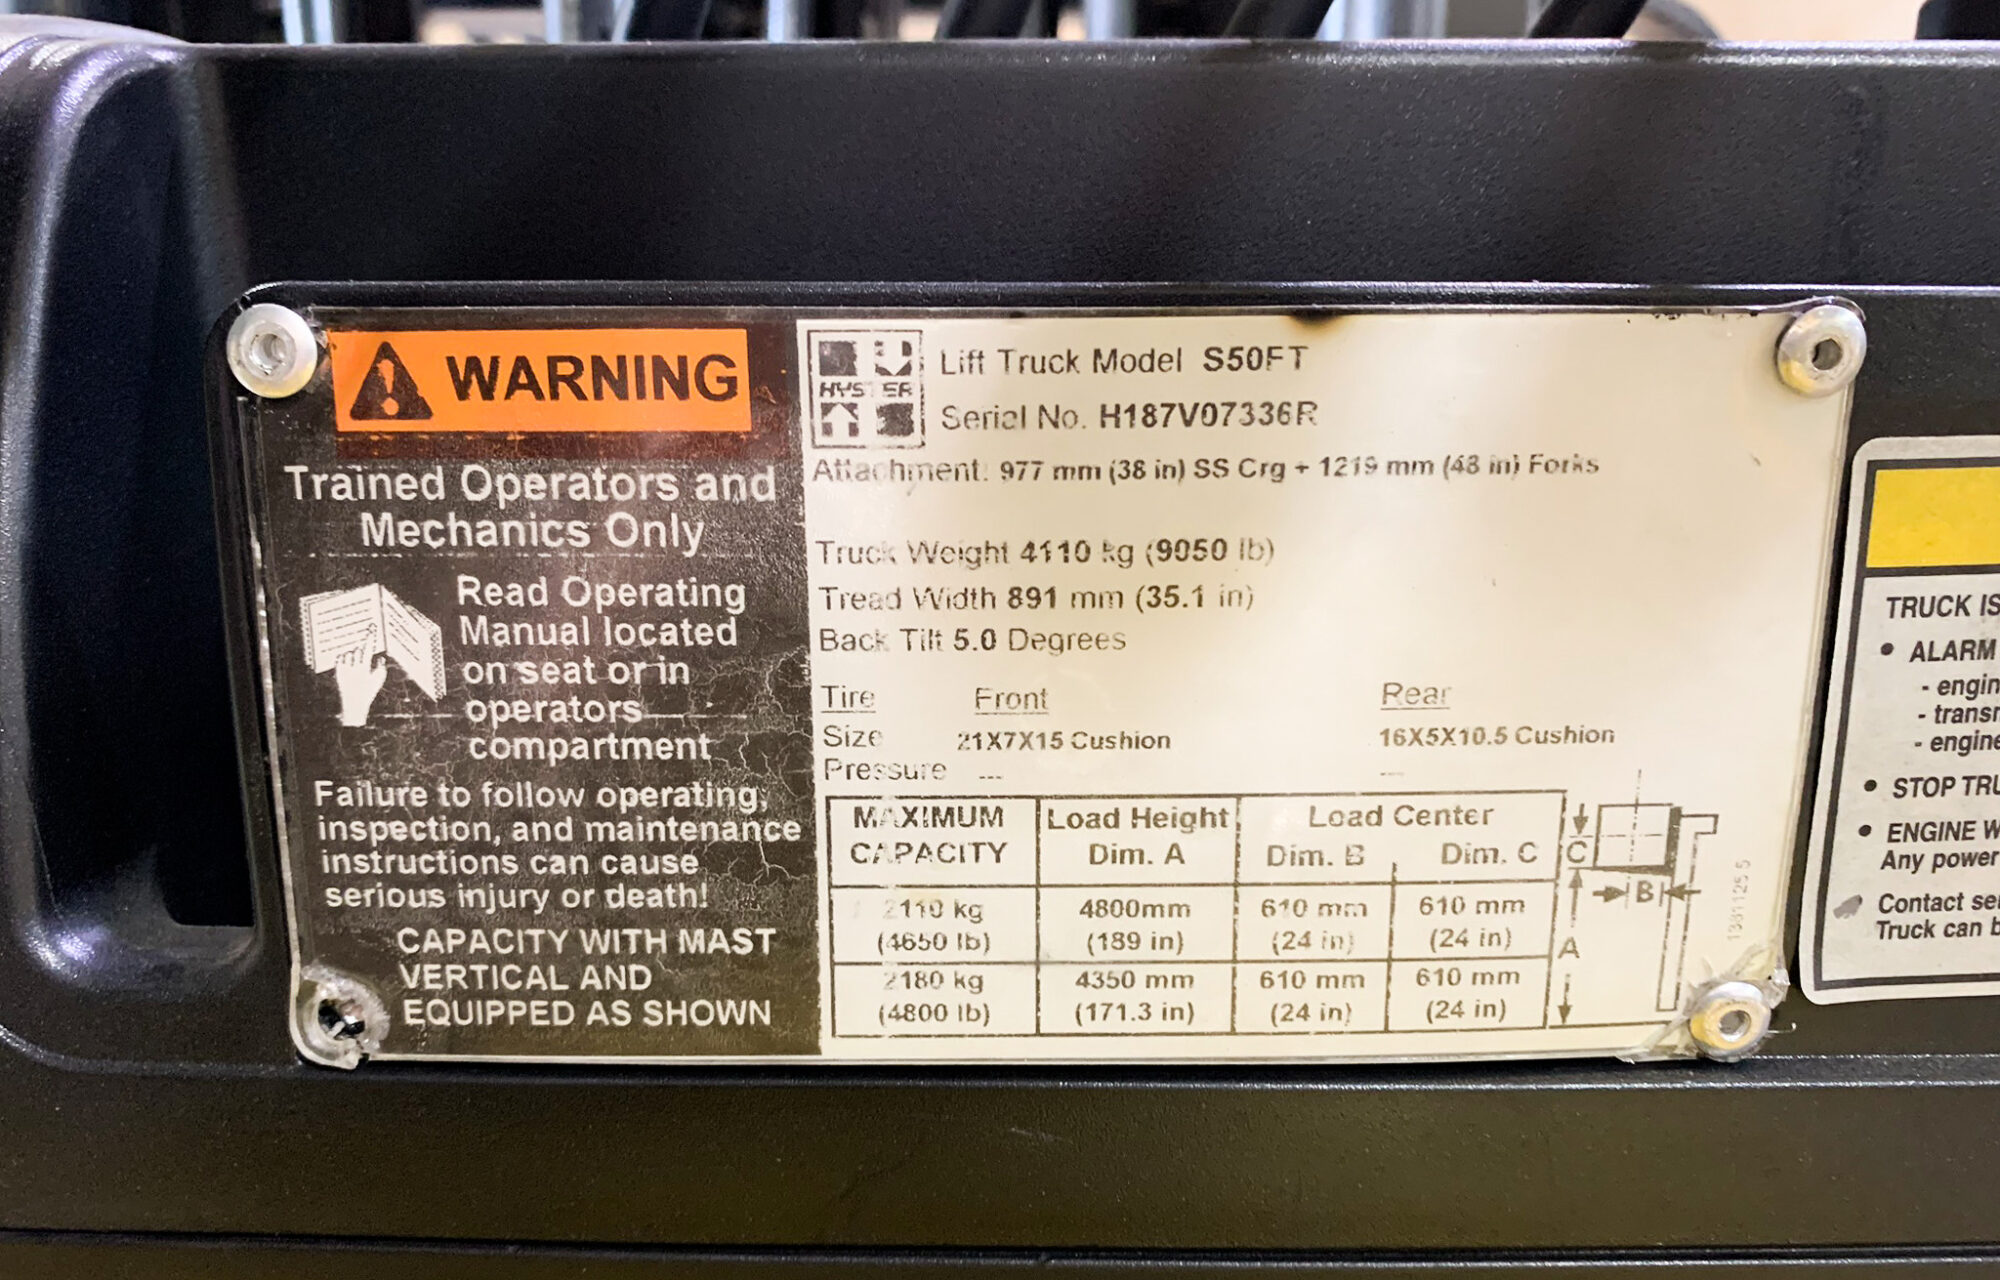 WARNING
Trained Operators and
Mechanics Only
Read Operating
Manual located
on seat or in
operators
compartment
Failure to follow operating,
inspection, and maintenance
instructions can cause
serious injury or death!
CAPACITY WITH MAST
VERTICAL AND
EQUIPPED AS SHOWN
HYSTER
Lift Truck Model S50FT
Serial No. H187V07336R
Attachment: 977 mm (38 in) SS Crg + 1219 mm (48 in) Forks
Truck Weight 4110 kg (9050 lb)
Tread Width 891 mm (35.1 in)
Back Tilt 5.0 Degrees
Tire Front Rear
Size 21X7X15 Cushion 16X5X10.5 Cushion
Pressure --- ---
MAXIMUM Load Height Load Center
CAPACITY Dim. A Dim. B Dim. C
2110 kg 4800mm 610 mm 610 mm
(4650 lb) (189 in) (24 in) (24 in)
2180 kg 4350 mm 610 mm 610 mm
(4800 lb) (171.3 in) (24 in) (24 in)
C
B
A
TRUCK IS
• ALARM
- engin
- transm
- engine
• STOP TRU
• ENGINE W
Any power
Contact se
Truck can b